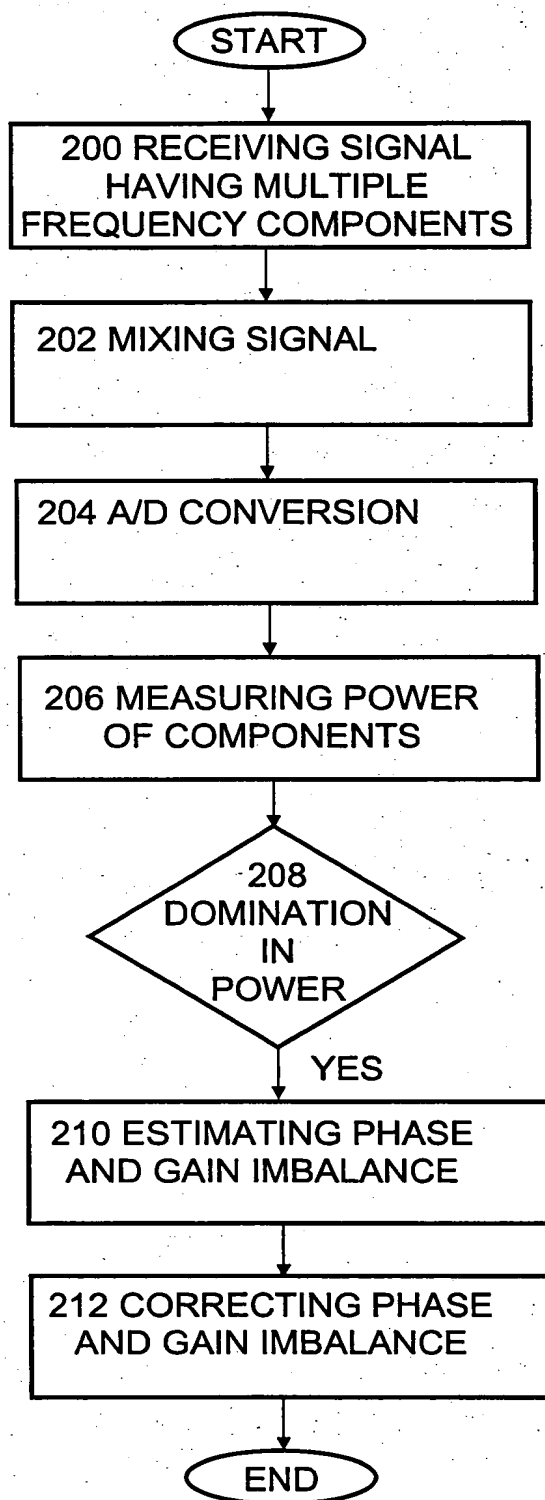 START
200 RECEIVING SIGNAL
HAVING MULTIPLE
FREQUENCY COMPONENTS
202 MIXING SIGNAL
204 A/D CONVERSION
206 MEASURING POWER
OF COMPONENTS
208
DOMINATION
IN
POWER
YES
210 ESTIMATING PHASE
AND GAIN IMBALANCE
212 CORRECTING PHASE
AND GAIN IMBALANCE
END